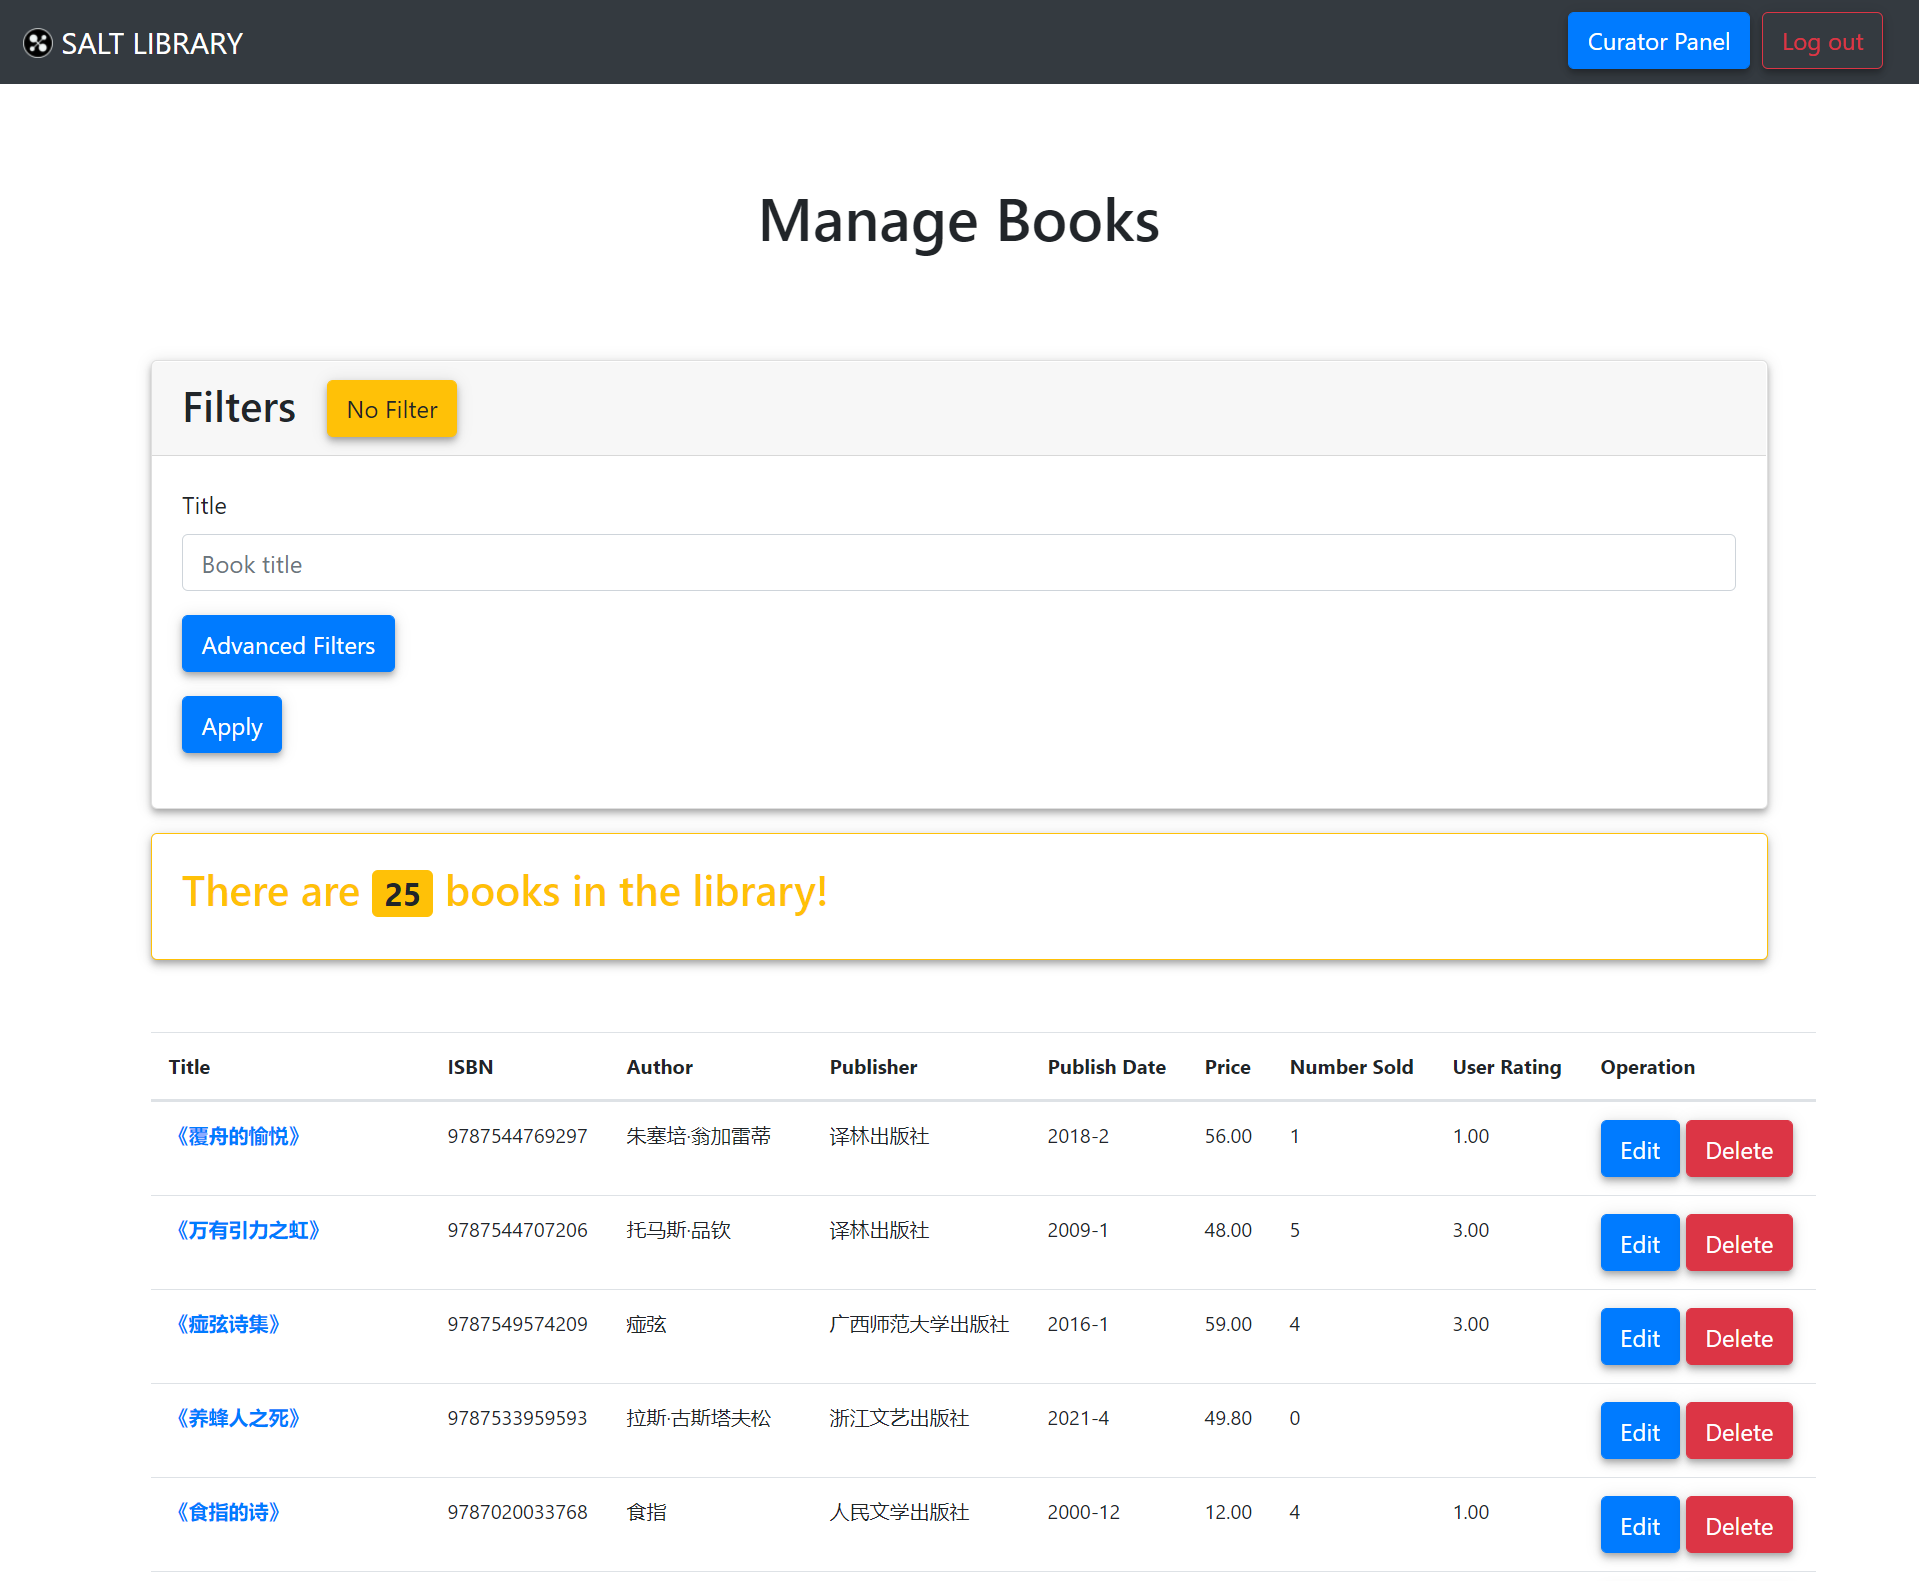 SALT LIBRARY Curator Panel Log out
Manage Books
Filters No Filter
Title
Book title
Advanced Filters
Apply
There are 25 books in the library!
Title ISBN Author Publisher Publish Date Price Number Sold User Rating Operation
《覆舟的愉悦》 9787544769297 朱塞培·翁加雷蒂 译林出版社 2018-2 56.00 1 1.00 Edit Delete
《万有引力之虹》 9787544707206 托马斯·品钦 译林出版社 2009-1 48.00 5 3.00 Edit Delete
《痖弦诗集》 9787549574209 痖弦 广西师范大学出版社 2016-1 59.00 4 3.00 Edit Delete
《养蜂人之死》 9787533959593 拉斯·古斯塔夫松 浙江文艺出版社 2021-4 49.80 0 Edit Delete
《食指的诗》 9787020033768 食指 人民文学出版社 2000-12 12.00 4 1.00 Edit Delete